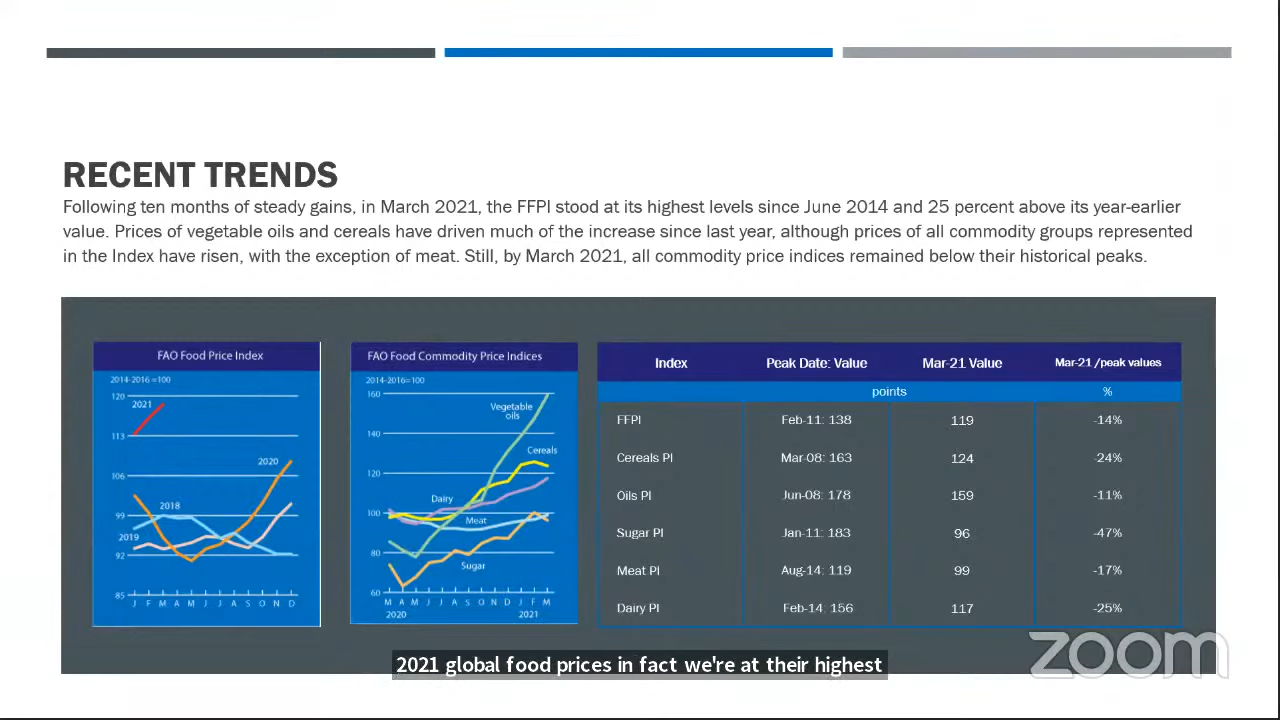 RECENT TRENDS
Following ten months of steady gains, in March 2021, the FFPI stood at its highest levels since June 2014 and 25 percent above its year-earlier
value. Prices of vegetable oils and cereals have driven much of the increase since last year, although prices of all commodity groups represented
in the Index have risen, with the exception of meat. Still, by March 2021, all commodity price indices remained below their historical peaks.
FAO Food Price Index
2014-2016=100
120
113
106
99
92
85
2021
2020
2018
2019
J F M A M J J A S O N D
FAO Food Commodity Price Indices
2014-2016=100
160
140
120
100
80
60
Vegetable
oils
Cereals
Dairy
Meat
Sugar
M A M J J A S O N D J F M
2020 2021
Index Peak Date: Value Mar-21 Value Mar-21 /peak values
points %
FFPI Feb-11: 138 119 -14%
Cereals PI Mar-08: 163 124 -24%
Oils PI Jun-08: 178 159 -11%
Sugar PI Jan-11: 183 96 -47%
Meat PI Aug-14: 119 99 -17%
Dairy PI Feb-14: 156 117 -25%
2021 global food prices in fact we're at their highest
zoom